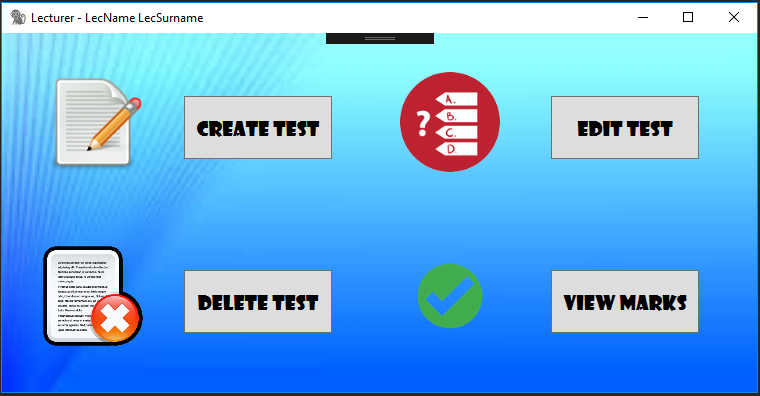 Lecturer - LecName LecSurname
CREATE TEST
?
A.
B.
C.
D.
EDIT TEST
DELETE TEST
VIEW MARKS